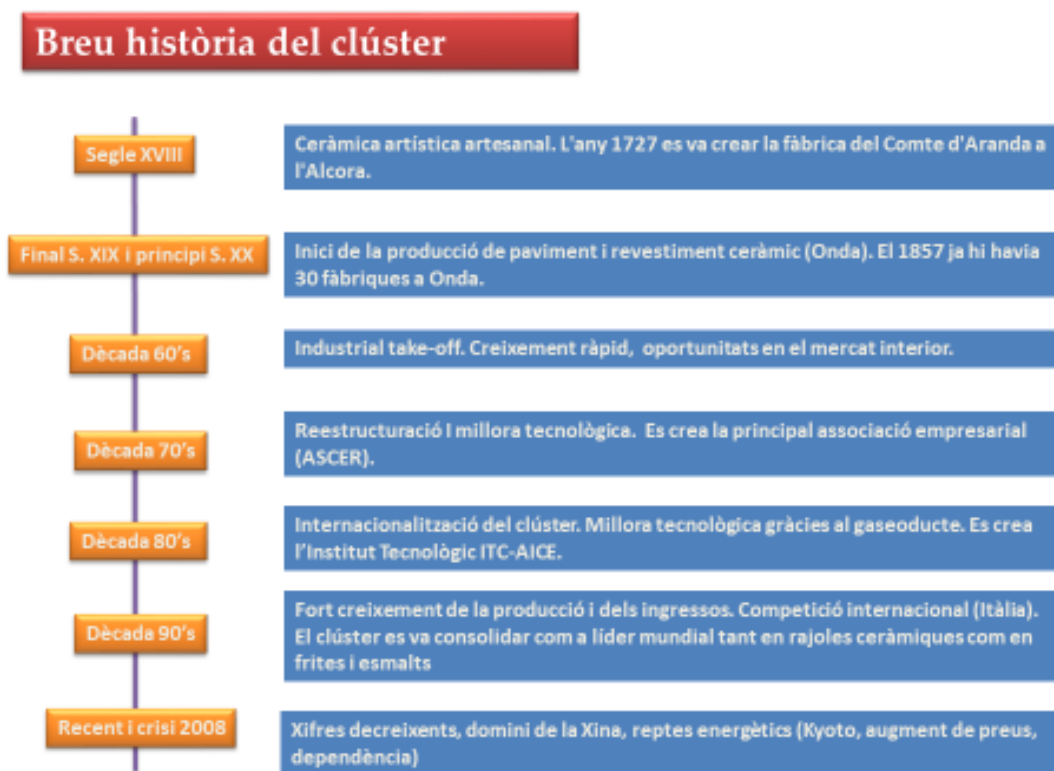 Breu història del clúster
Segle XVIII
Ceràmica artística artesanal. L'any 1727 es va crear la fàbrica del Comte d'Aranda a
l'Alcora.
Final S. XIX i principi S. XX
Inici de la producció de paviment i revestiment ceràmic (Onda). El 1857 ja hi havia
30 fàbriques a Onda.
Dècada 60's
Industrial take-off. Creixement ràpid, oportunitats en el mercat interior.
Dècada 70's
Reestructuració I millora tecnològica. Es crea la principal associació empresarial
(ASCER).
Dècada 80's
Internacionalització del clúster. Millora tecnològica gràcies al gaseoducte. Es crea
l'Institut Tecnològic ITC-AICE.
Dècada 90's
Fort creixement de la producció i dels ingressos. Competició internacional (Itàlia).
El clúster es va consolidar com a líder mundial tant en rajoles ceràmiques com en
frites i esmalts
Recent i crisi 2008
Xifres decreixents, domini de la Xina, reptes energètics (Kyoto, augment de preus,
dependència)